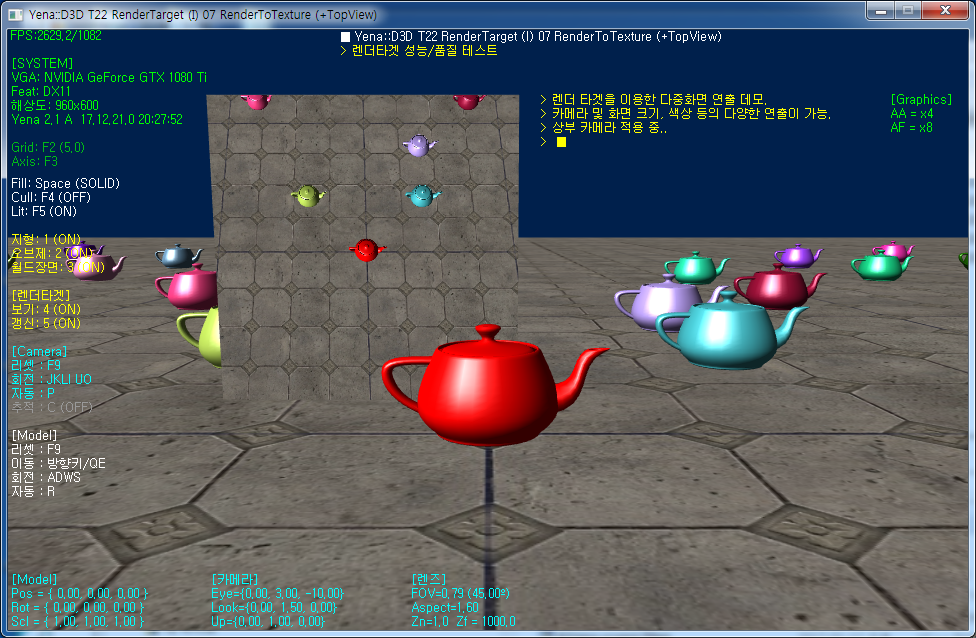 Yena::D3D T22 RenderTarget (I) 07 RenderToTexture (+TopView)
FPS:2629,2/1082
Yena::D3D T22 RenderTarget (I) 07 RenderToTexture (+TopView)
> 렌더타겟 성능/품질 테스트
[SYSTEM]
VGA: NVIDIA GeForce GTX 1080 Ti
Feat: DX11
해상도: 960x600
Yena 2,1 A 17,12,21,0 20:27:52
> 렌더 타겟을 이용한 다중화면 연출 데모.
> 카메라 및 화면 크기, 색상 등의 다양한 연출이 가능.
> 상부 카메라 적용 중..
>
[Graphics]
AA = x4
AF = x8
Grid: F2 (5,0)
Axis: F3
Fill: Space (SOLID)
Cull: F4 (OFF)
Lit: F5 (ON)
지형: 1 (ON)
오브제: 2 (ON)
월드장면: 3 (ON)
[렌더타겟]
보기: 4 (ON)
갱신: 5 (ON)
[Camera]
리셋 : F9
회전 : JKLI UO
자동 : P
추적 : C (OFF)
[Model]
리셋 : F9
이동 : 방향키/QE
회전 : ADWS
자동 : R
[Model]
Pos = { 0,00, 0,00, 0,00 }
Rot = { 0,00, 0,00, 0,00 }
Scl = { 1,00, 1,00, 1,00 }
[카메라]
Eye={0,00, 3,00, -10,00}
Look={0,00, 1,50, 0,00}
Up={0,00, 1,00, 0,00}
[렌즈]
FOV=0,79 (45,00º)
Aspect=1,60
Zn=1,0 Zf = 1000,0